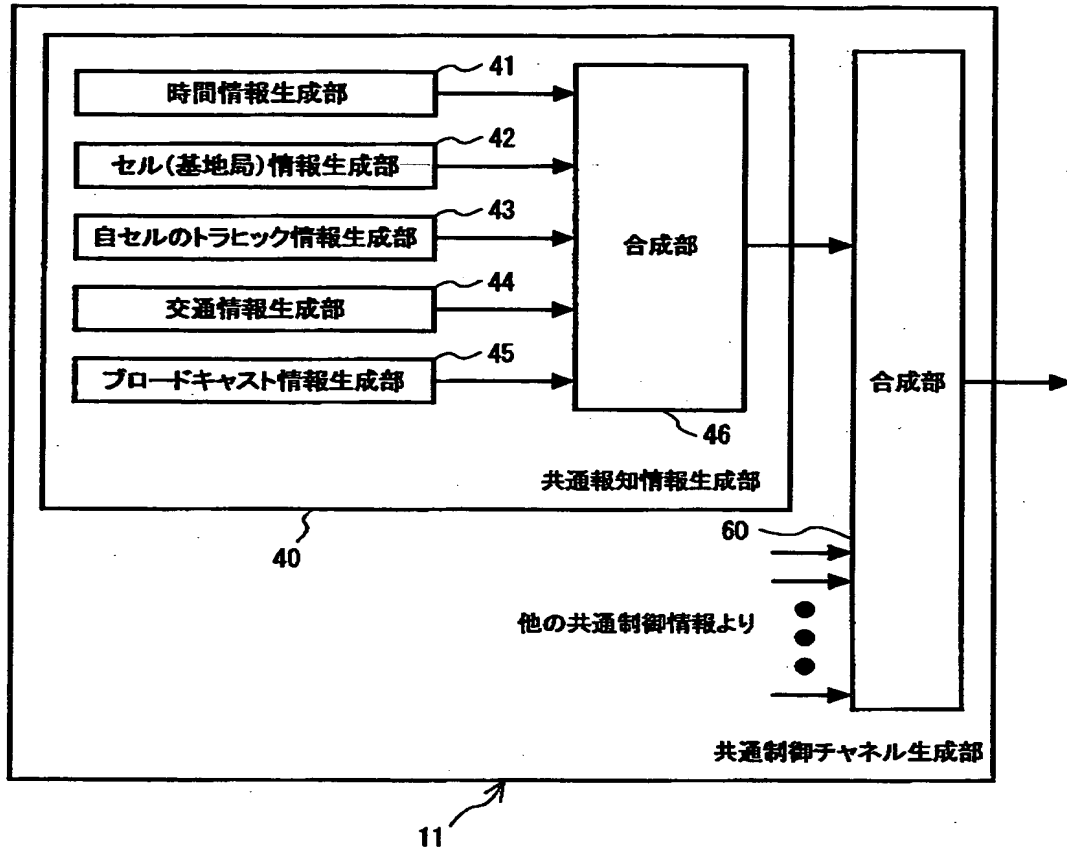 時間情報生成部
41
セル(基地局)情報生成部
42
自セルのトラヒック情報生成部
43
交通情報生成部
44
ブロードキャスト情報生成部
45
合成部
46
共通報知情報生成部
40
合成部
60
他の共通制御情報より
共通制御チャネル生成部
11